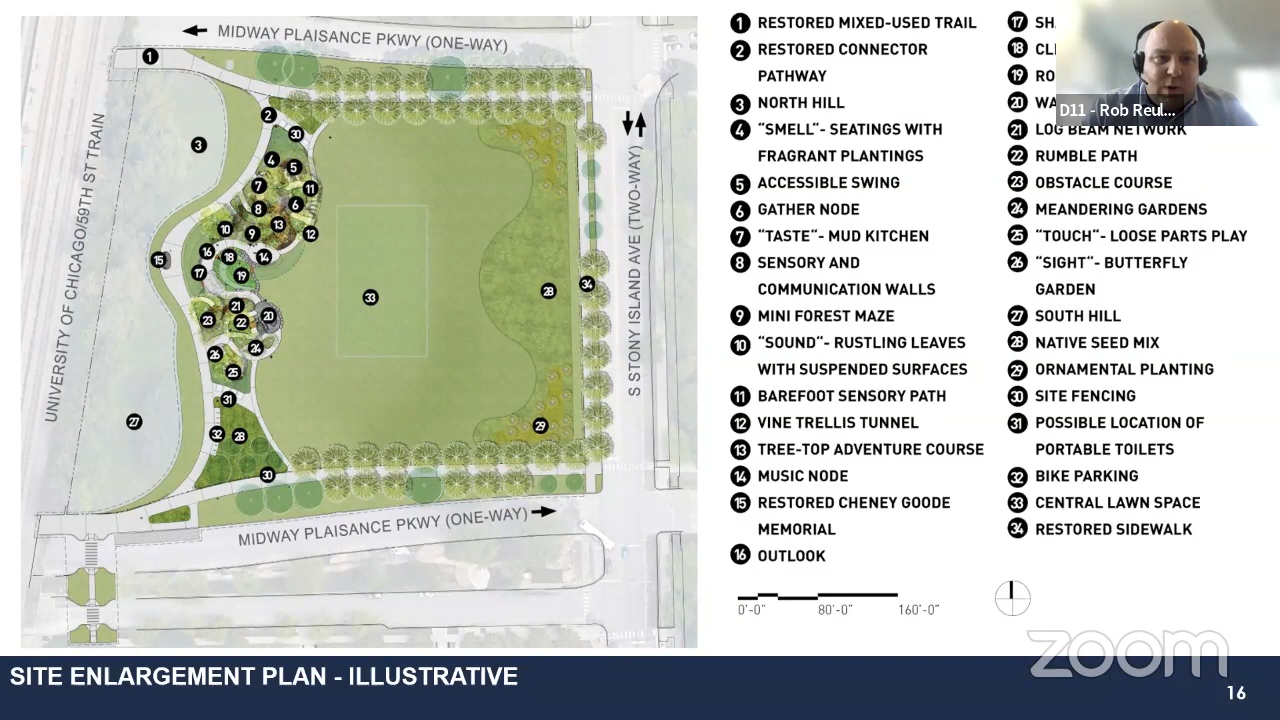 MIDWAY PLAISANCE PKWY (ONE-WAY)
UNIVERSITY OF CHICAGO/59TH ST TRAIN
S STONY ISLAND AVE (TWO-WAY)
MIDWAY PLAISANCE PKWY (ONE-WAY)
1 RESTORED MIXED-USED TRAIL
2 RESTORED CONNECTOR
PATHWAY
3 NORTH HILL
4 “SMELL“- SEATINGS WITH
FRAGRANT PLANTINGS
5 ACCESSIBLE SWING
6 GATHER NODE
7 “TASTE“- MUD KITCHEN
8 SENSORY AND
COMMUNICATION WALLS
9 MINI FOREST MAZE
10 “SOUND“- RUSTLING LEAVES
WITH SUSPENDED SURFACES
11 BAREFOOT SENSORY PATH
12 VINE TRELLIS TUNNEL
13 TREE-TOP ADVENTURE COURSE
14 MUSIC NODE
15 RESTORED CHENEY GOODE
MEMORIAL
16 OUTLOOK
17 SH
18 CL
19 RO
20 WA
21 LOG BEAM NETWORK
22 RUMBLE PATH
23 OBSTACLE COURSE
24 MEANDERING GARDENS
25 “TOUCH“- LOOSE PARTS PLAY
26 “SIGHT“- BUTTERFLY
GARDEN
27 SOUTH HILL
28 NATIVE SEED MIX
29 ORNAMENTAL PLANTING
30 SITE FENCING
31 POSSIBLE LOCATION OF
PORTABLE TOILETS
32 BIKE PARKING
33 CENTRAL LAWN SPACE
34 RESTORED SIDEWALK
D11 - Rob Reul...
0'-0" 80'-0" 160'-0"
zoom
SITE ENLARGEMENT PLAN - ILLUSTRATIVE
16